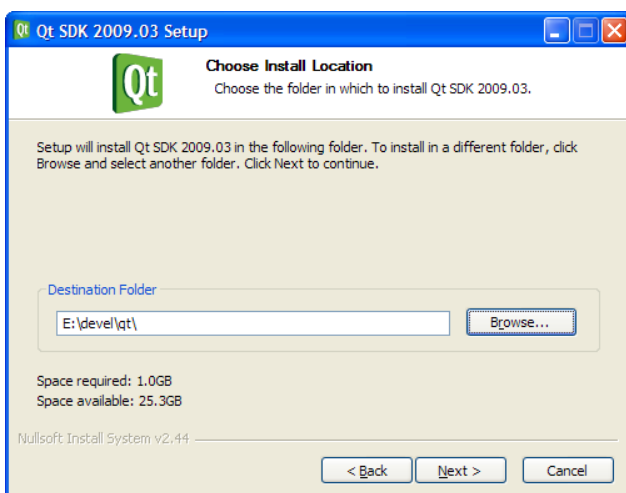 Qt SDK 2009.03 Setup
Qt
Choose Install Location
Choose the folder in which to install Qt SDK 2009.03.
Setup will install Qt SDK 2009.03 in the following folder. To install in a different folder, click
Browse and select another folder. Click Next to continue.
Destination Folder
E:\devel\qt\
Browse...
Space required: 1.0GB
Space available: 25.3GB
Nullsoft Install System v2.44
< Back
Next >
Cancel